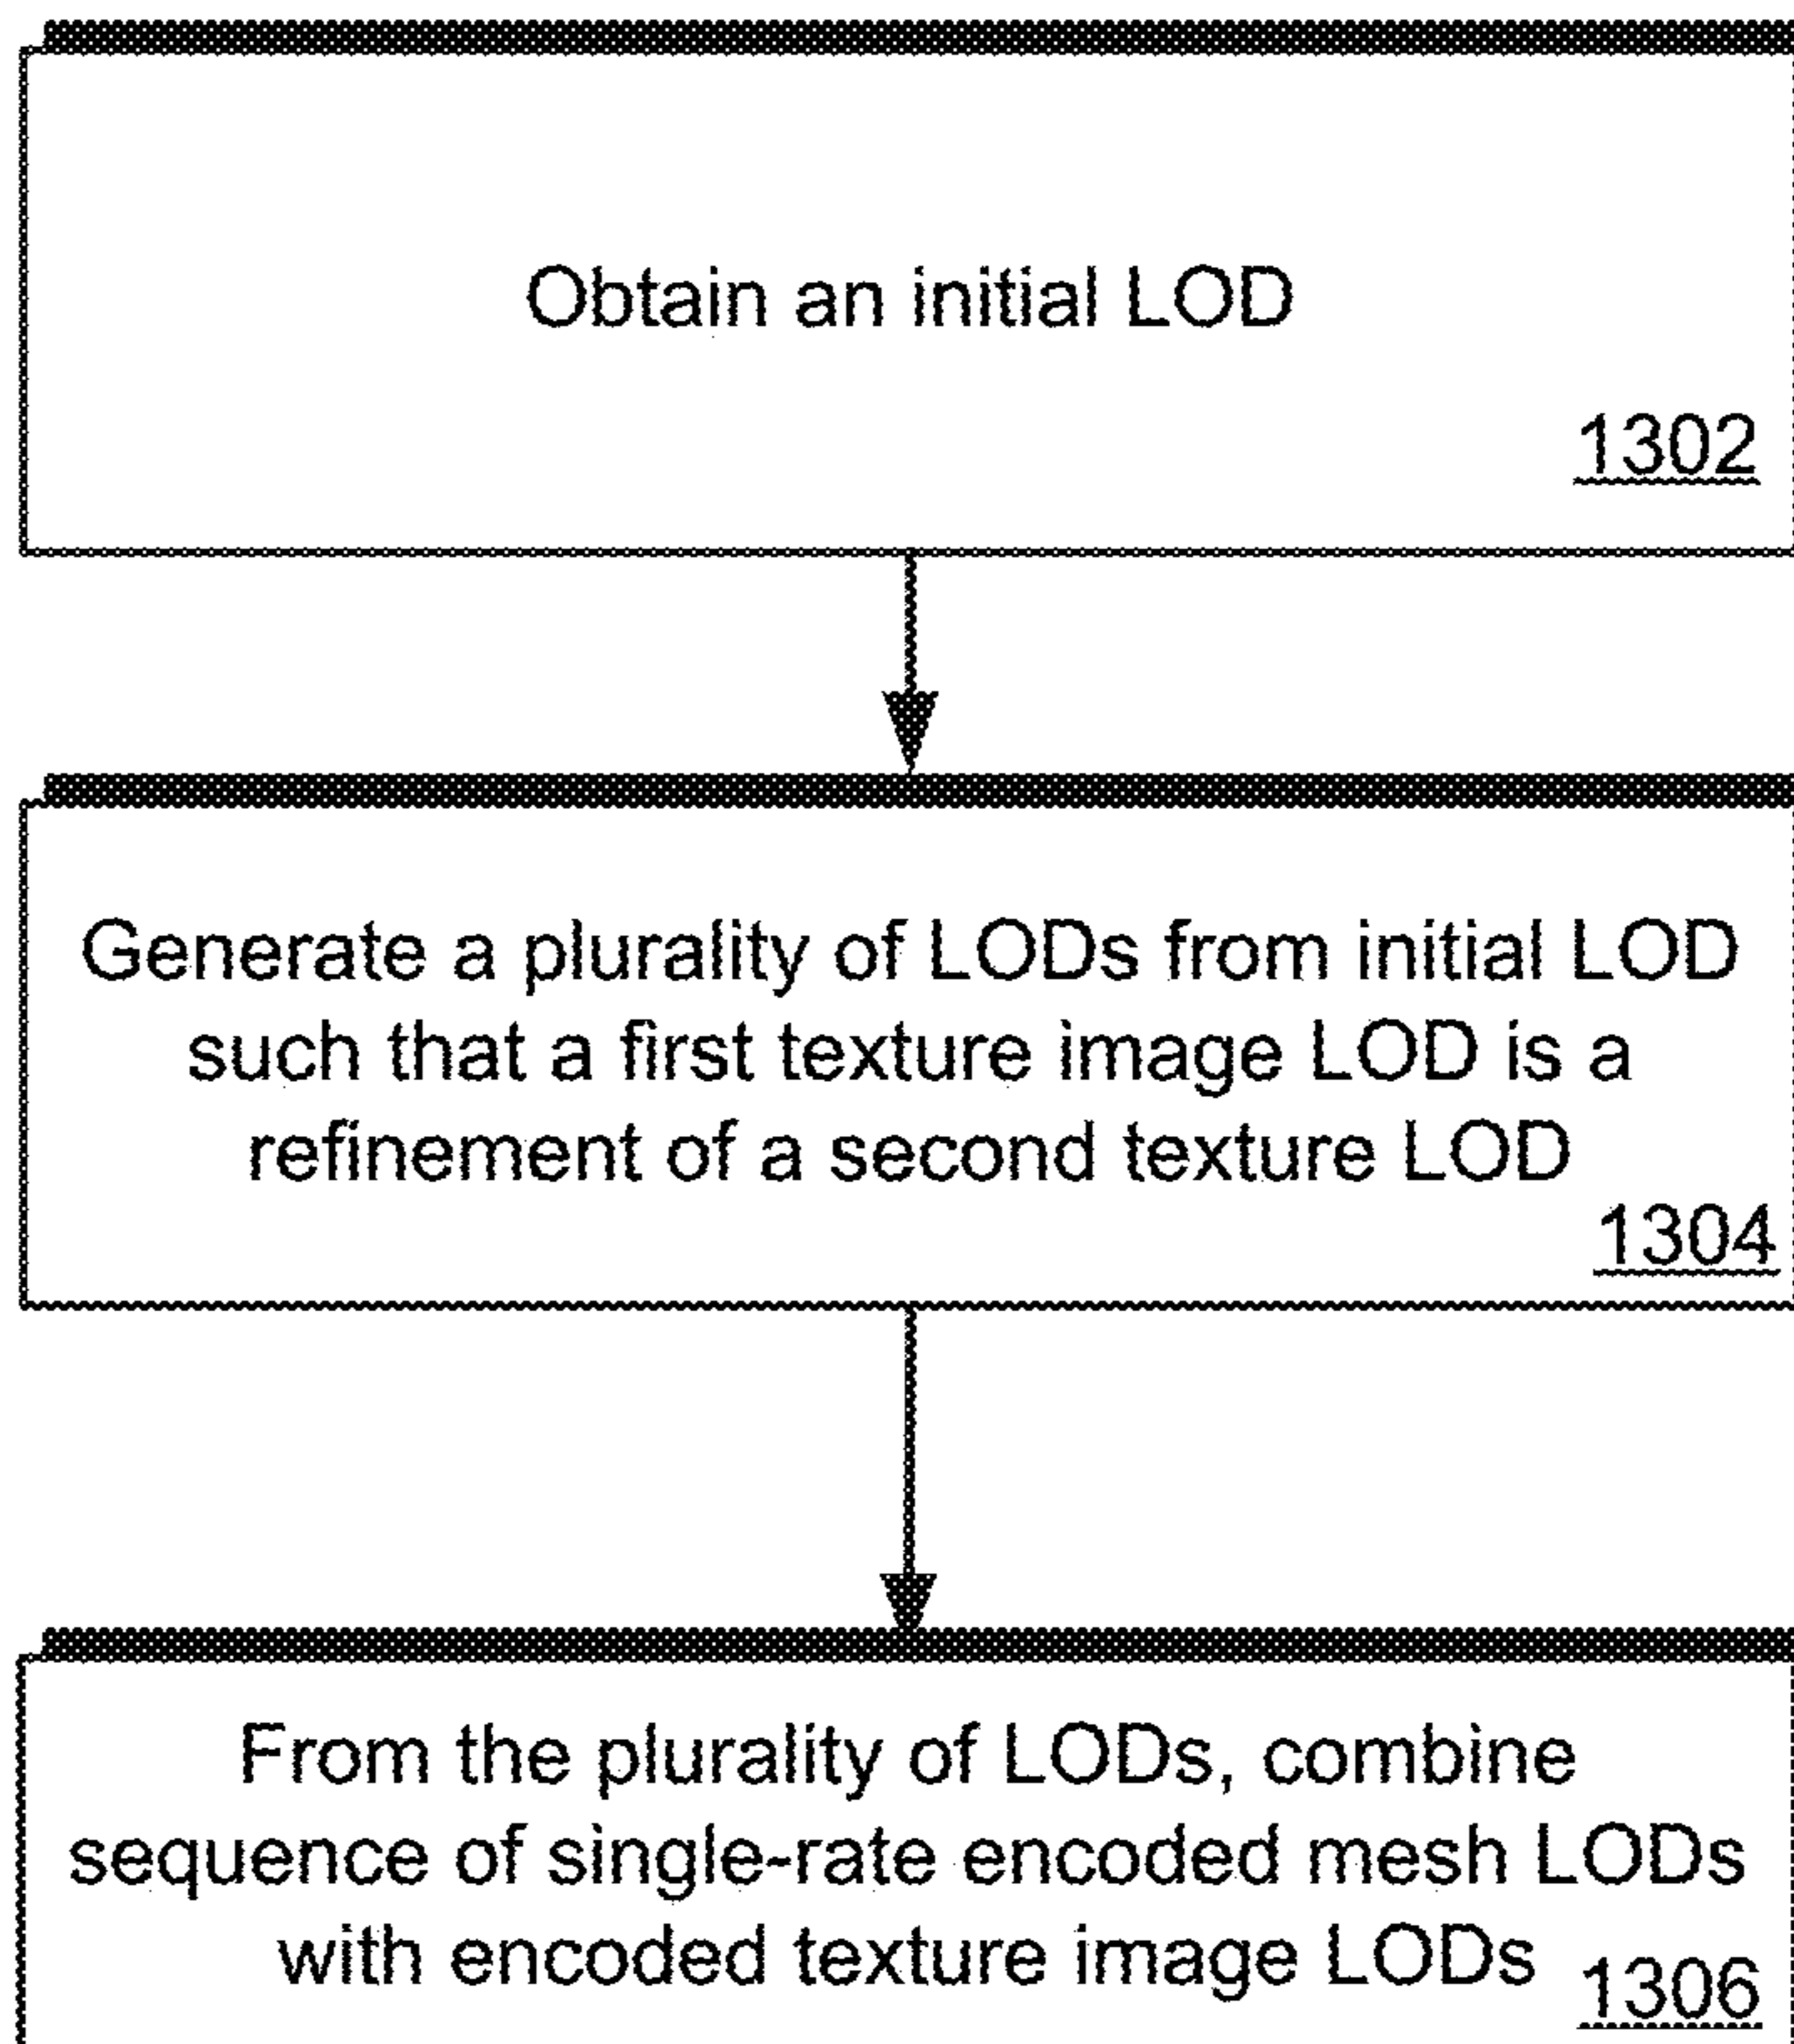 Obtain an initial LOD
1302
Generate a plurality of LODs from initial LOD
such that a first texture image LOD is a
refinement of a second texture LOD
1304
From the plurality of LODs, combine
sequence of single-rate encoded mesh LODs
with encoded texture image LODs
1306